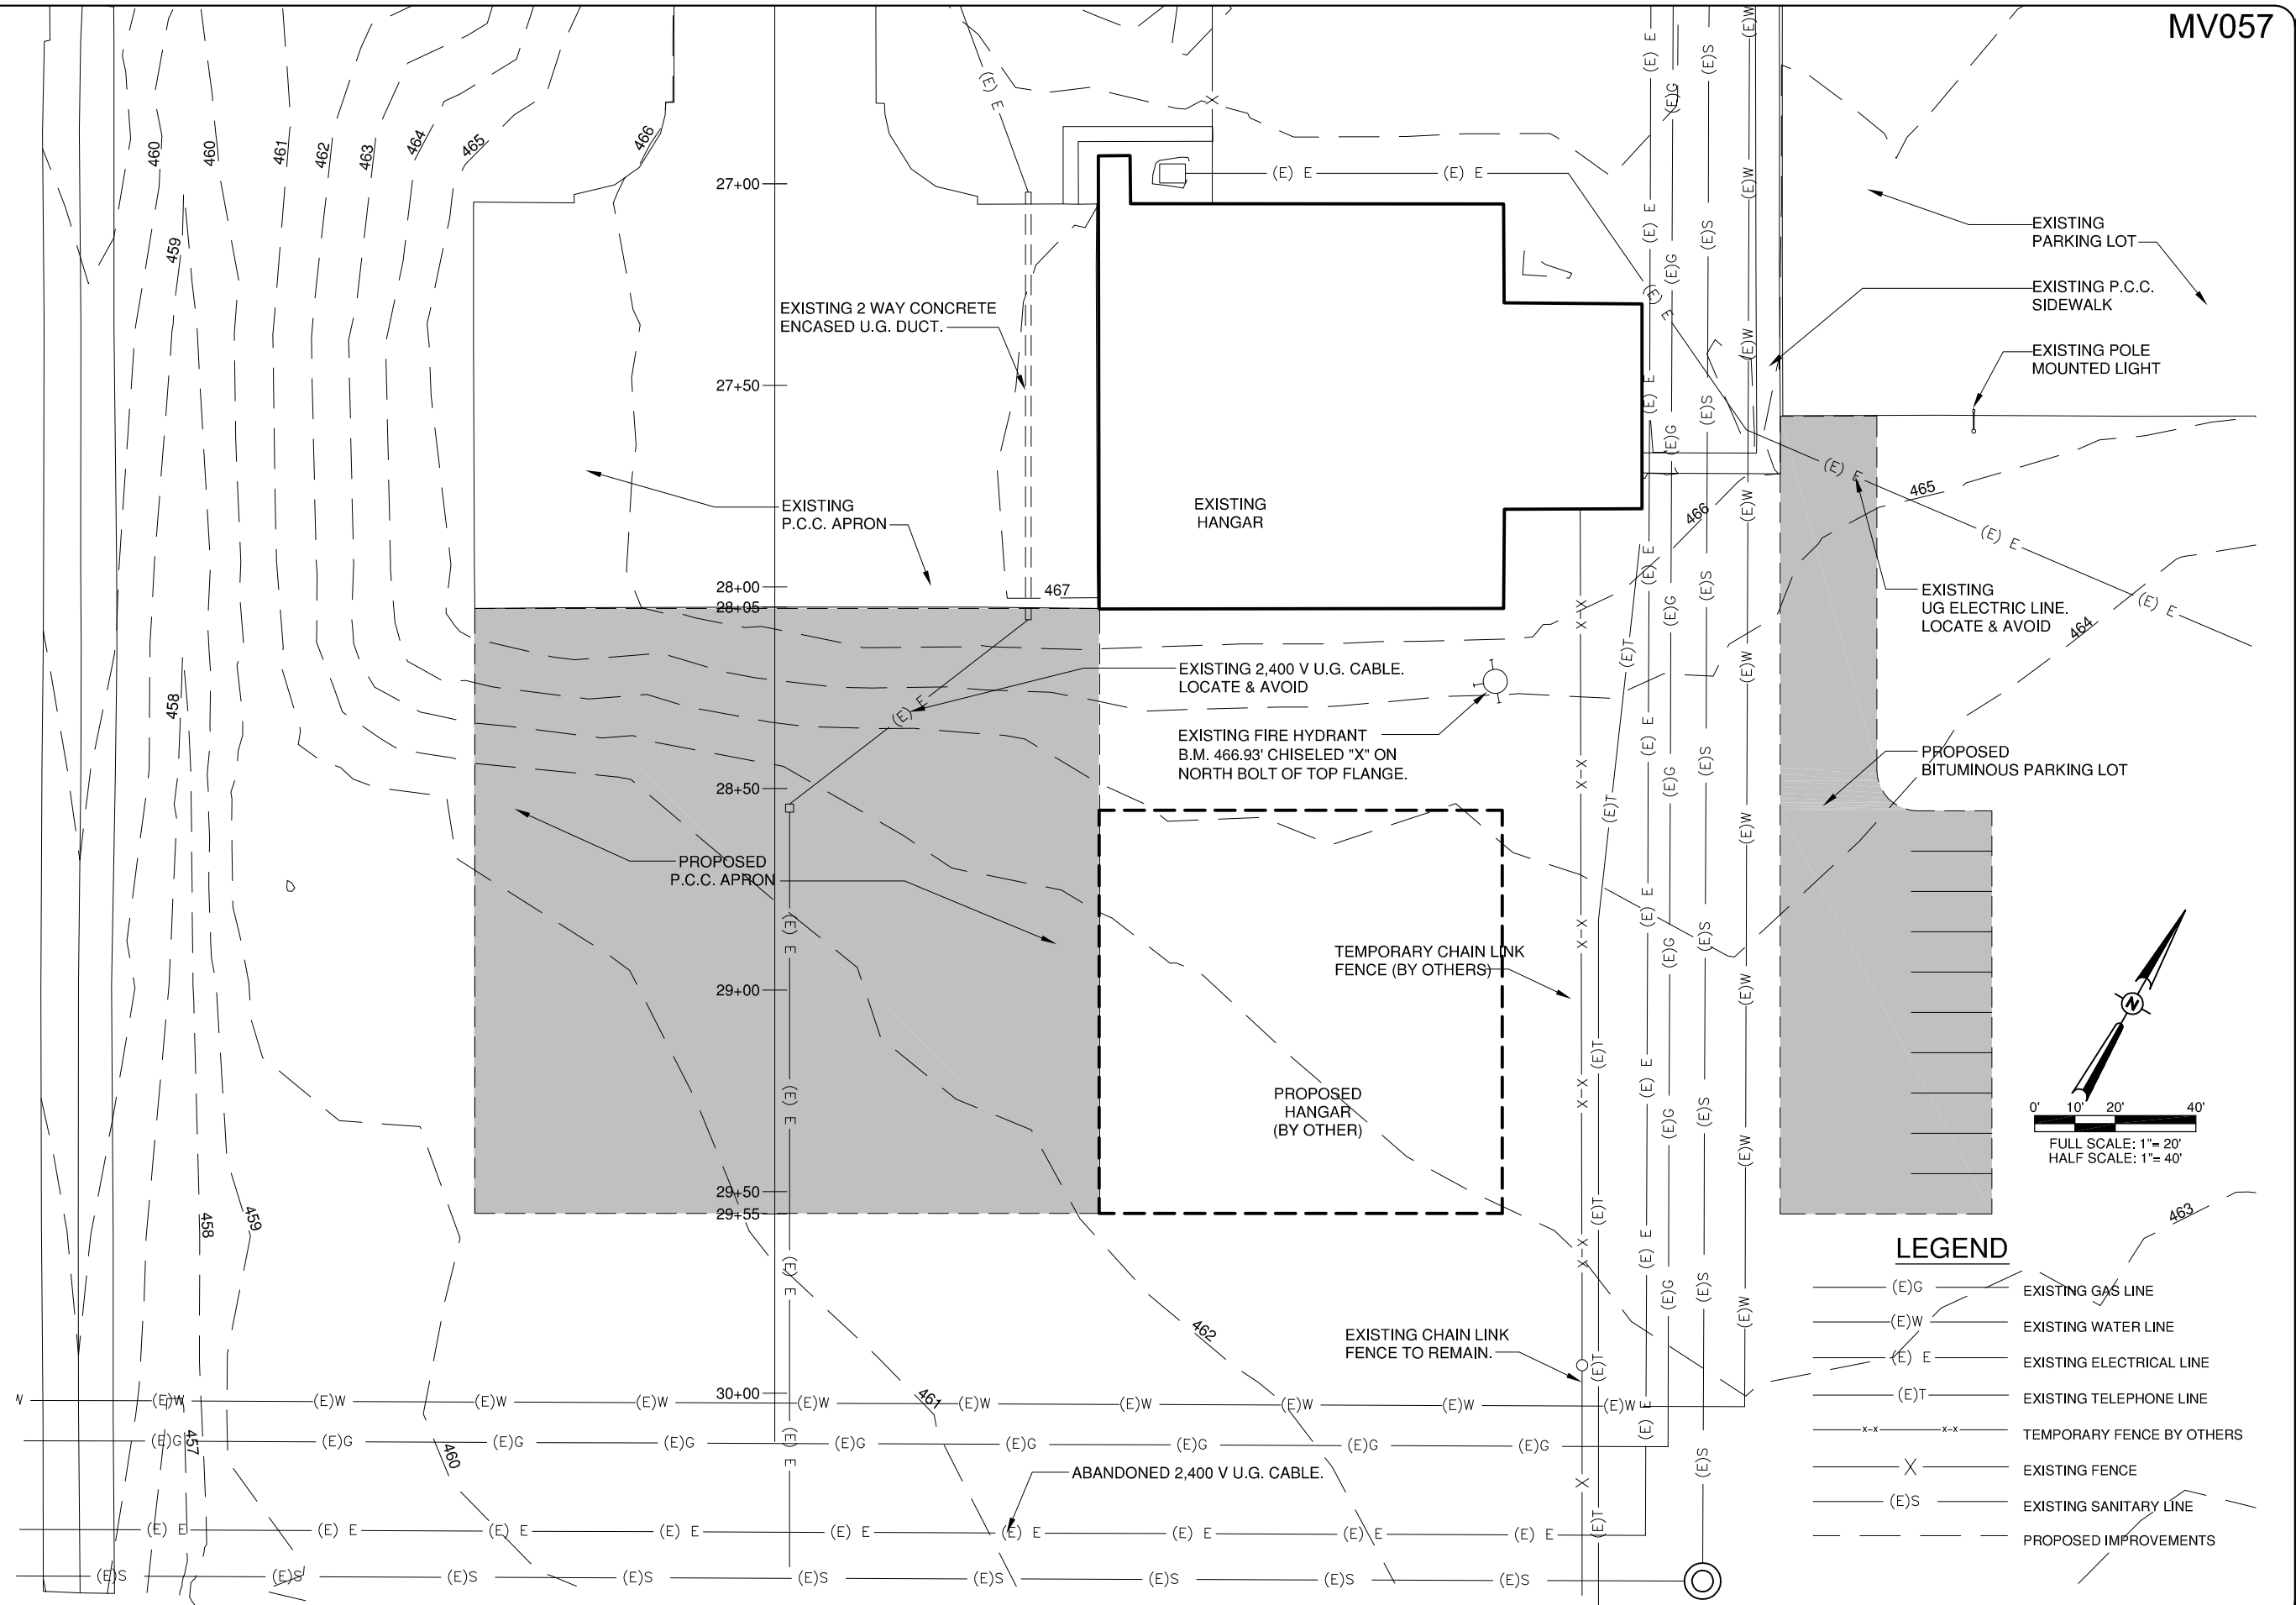 MV057
460
460
461
462
463
464
465
466
459
458
27+00
27+50
28+00
28+05
28+50
29+00
29+50
29+55
30+00
(E) E
(E) E
(E) E
(E)G
(E)S
(E)W
EXISTING
PARKING LOT
EXISTING P.C.C.
SIDEWALK
EXISTING POLE
MOUNTED LIGHT
EXISTING 2 WAY CONCRETE
ENCASED U.G. DUCT.
EXISTING
P.C.C. APRON
EXISTING
HANGAR
467
466
465
464
EXISTING
UG ELECTRIC LINE.
LOCATE & AVOID
EXISTING 2,400 V U.G. CABLE.
LOCATE & AVOID
EXISTING FIRE HYDRANT
B.M. 466.93' CHISELED "X" ON
NORTH BOLT OF TOP FLANGE.
PROPOSED
BITUMINOUS PARKING LOT
PROPOSED
P.C.C. APRON
TEMPORARY CHAIN LINK
FENCE (BY OTHERS)
X-X
(E)T
PROPOSED
HANGAR
(BY OTHER)
N
0' 10' 20' 40'
FULL SCALE: 1"= 20'
HALF SCALE: 1"= 40'
458
459
463
462
461
460
457
EXISTING CHAIN LINK
FENCE TO REMAIN.
(E)W (E)W (E)W (E)W (E)W (E)W (E)W (E)W (E)W (E)W
(E)G (E)G (E)G (E)G (E)G (E)G (E)G (E)G (E)G
ABANDONED 2,400 V U.G. CABLE.
(E) E (E) E (E) E (E) E (E) E (E) E (E) E (E) E (E) E
(E)S (E)S (E)S (E)S (E)S (E)S (E)S (E)S (E)S
LEGEND
(E)G EXISTING GAS LINE
(E)W EXISTING WATER LINE
(E) E EXISTING ELECTRICAL LINE
(E)T EXISTING TELEPHONE LINE
x-x x-x TEMPORARY FENCE BY OTHERS
X EXISTING FENCE
(E)S EXISTING SANITARY LINE
PROPOSED IMPROVEMENTS